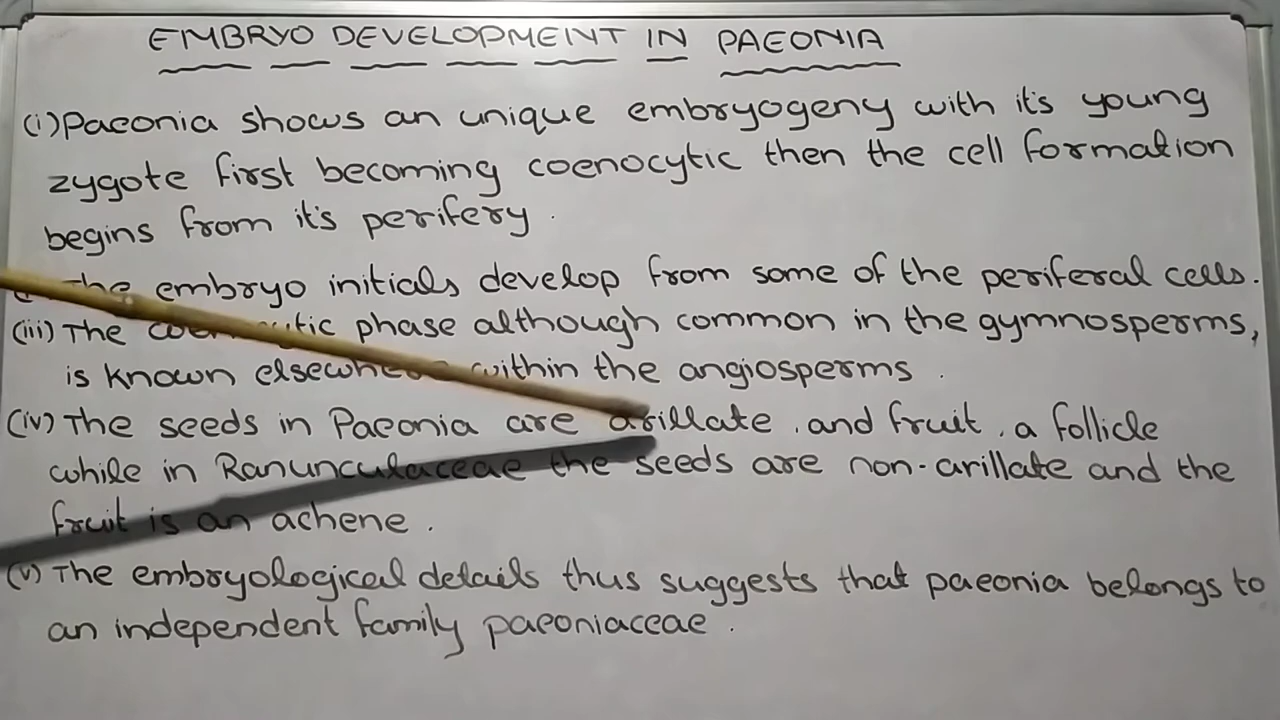 EMBRYO DEVELOPMENT IN PAEONIA
(i) Paeonia shows an unique embryogeny with it's young
zygote first becoming coenocytic then the cell formation
begins from it's perifery.
The embryo initials develop from some of the periferal cells.
(iii) The coenocytic phase although common in the gymnosperms,
is known elsewhere within the angiosperms.
(iv) The seeds in Paeonia are arillate, and fruit, a follicle
while in Ranunculaceae the seeds are non-arillate and the
fruit is an achene.
(v) The embryological details thus suggests that paeonia belongs to
an independent family paeoniaceae.